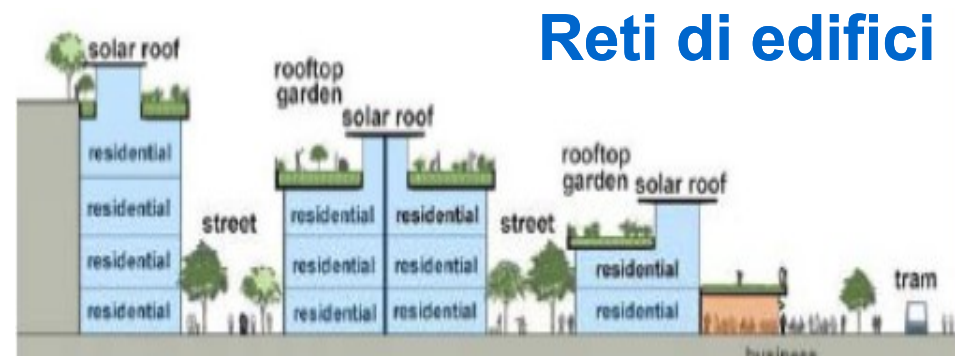 Reti di edifici
solar roof
rooftop
garden
solar roof
rooftop
garden
solar roof
residential
residential
residential
residential
street
residential
residential
residential
residential
residential
residential
street
residential
residential
tram
business